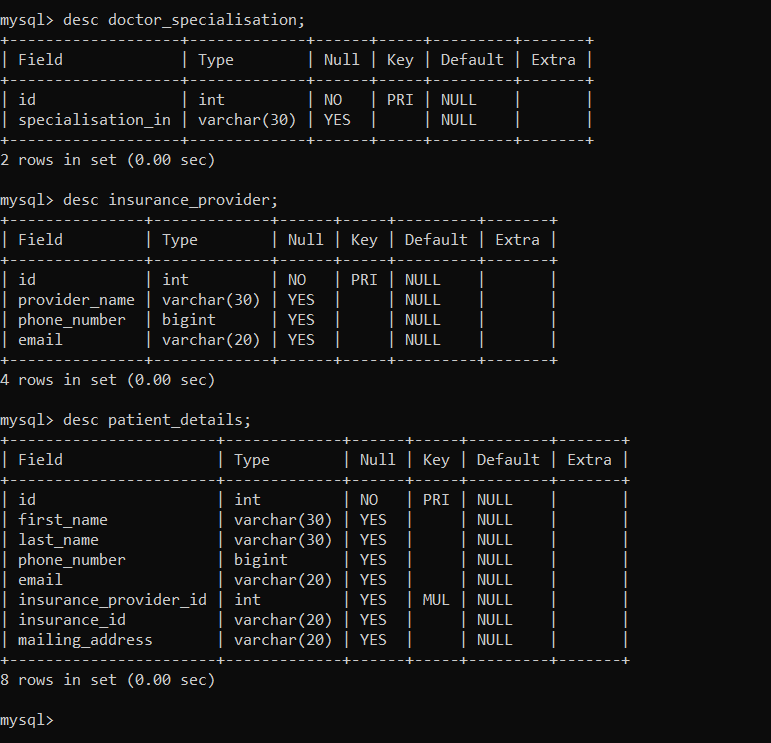 mysql> desc doctor_specialisation;
+-------------------+-------------+------+-----+---------+-------+
| Field             | Type        | Null | Key | Default | Extra |
+-------------------+-------------+------+-----+---------+-------+
| id                | int         | NO   | PRI | NULL    |       |
| specialisation_in | varchar(30) | YES  |     | NULL    |       |
+-------------------+-------------+------+-----+---------+-------+
2 rows in set (0.00 sec)

mysql> desc insurance_provider;
+---------------+-------------+------+-----+---------+-------+
| Field         | Type        | Null | Key | Default | Extra |
+---------------+-------------+------+-----+---------+-------+
| id            | int         | NO   | PRI | NULL    |       |
| provider_name | varchar(30) | YES  |     | NULL    |       |
| phone_number  | bigint      | YES  |     | NULL    |       |
| email         | varchar(20) | YES  |     | NULL    |       |
+---------------+-------------+------+-----+---------+-------+
4 rows in set (0.00 sec)

mysql> desc patient_details;
+-----------------------+-------------+------+-----+---------+-------+
| Field                 | Type        | Null | Key | Default | Extra |
+-----------------------+-------------+------+-----+---------+-------+
| id                    | int         | NO   | PRI | NULL    |       |
| first_name            | varchar(30) | YES  |     | NULL    |       |
| last_name             | varchar(30) | YES  |     | NULL    |       |
| phone_number          | bigint      | YES  |     | NULL    |       |
| email                 | varchar(20) | YES  |     | NULL    |       |
| insurance_provider_id | int         | YES  | MUL | NULL    |       |
| insurance_id          | varchar(20) | YES  |     | NULL    |       |
| mailing_address       | varchar(20) | YES  |     | NULL    |       |
+-----------------------+-------------+------+-----+---------+-------+
8 rows in set (0.00 sec)

mysql>